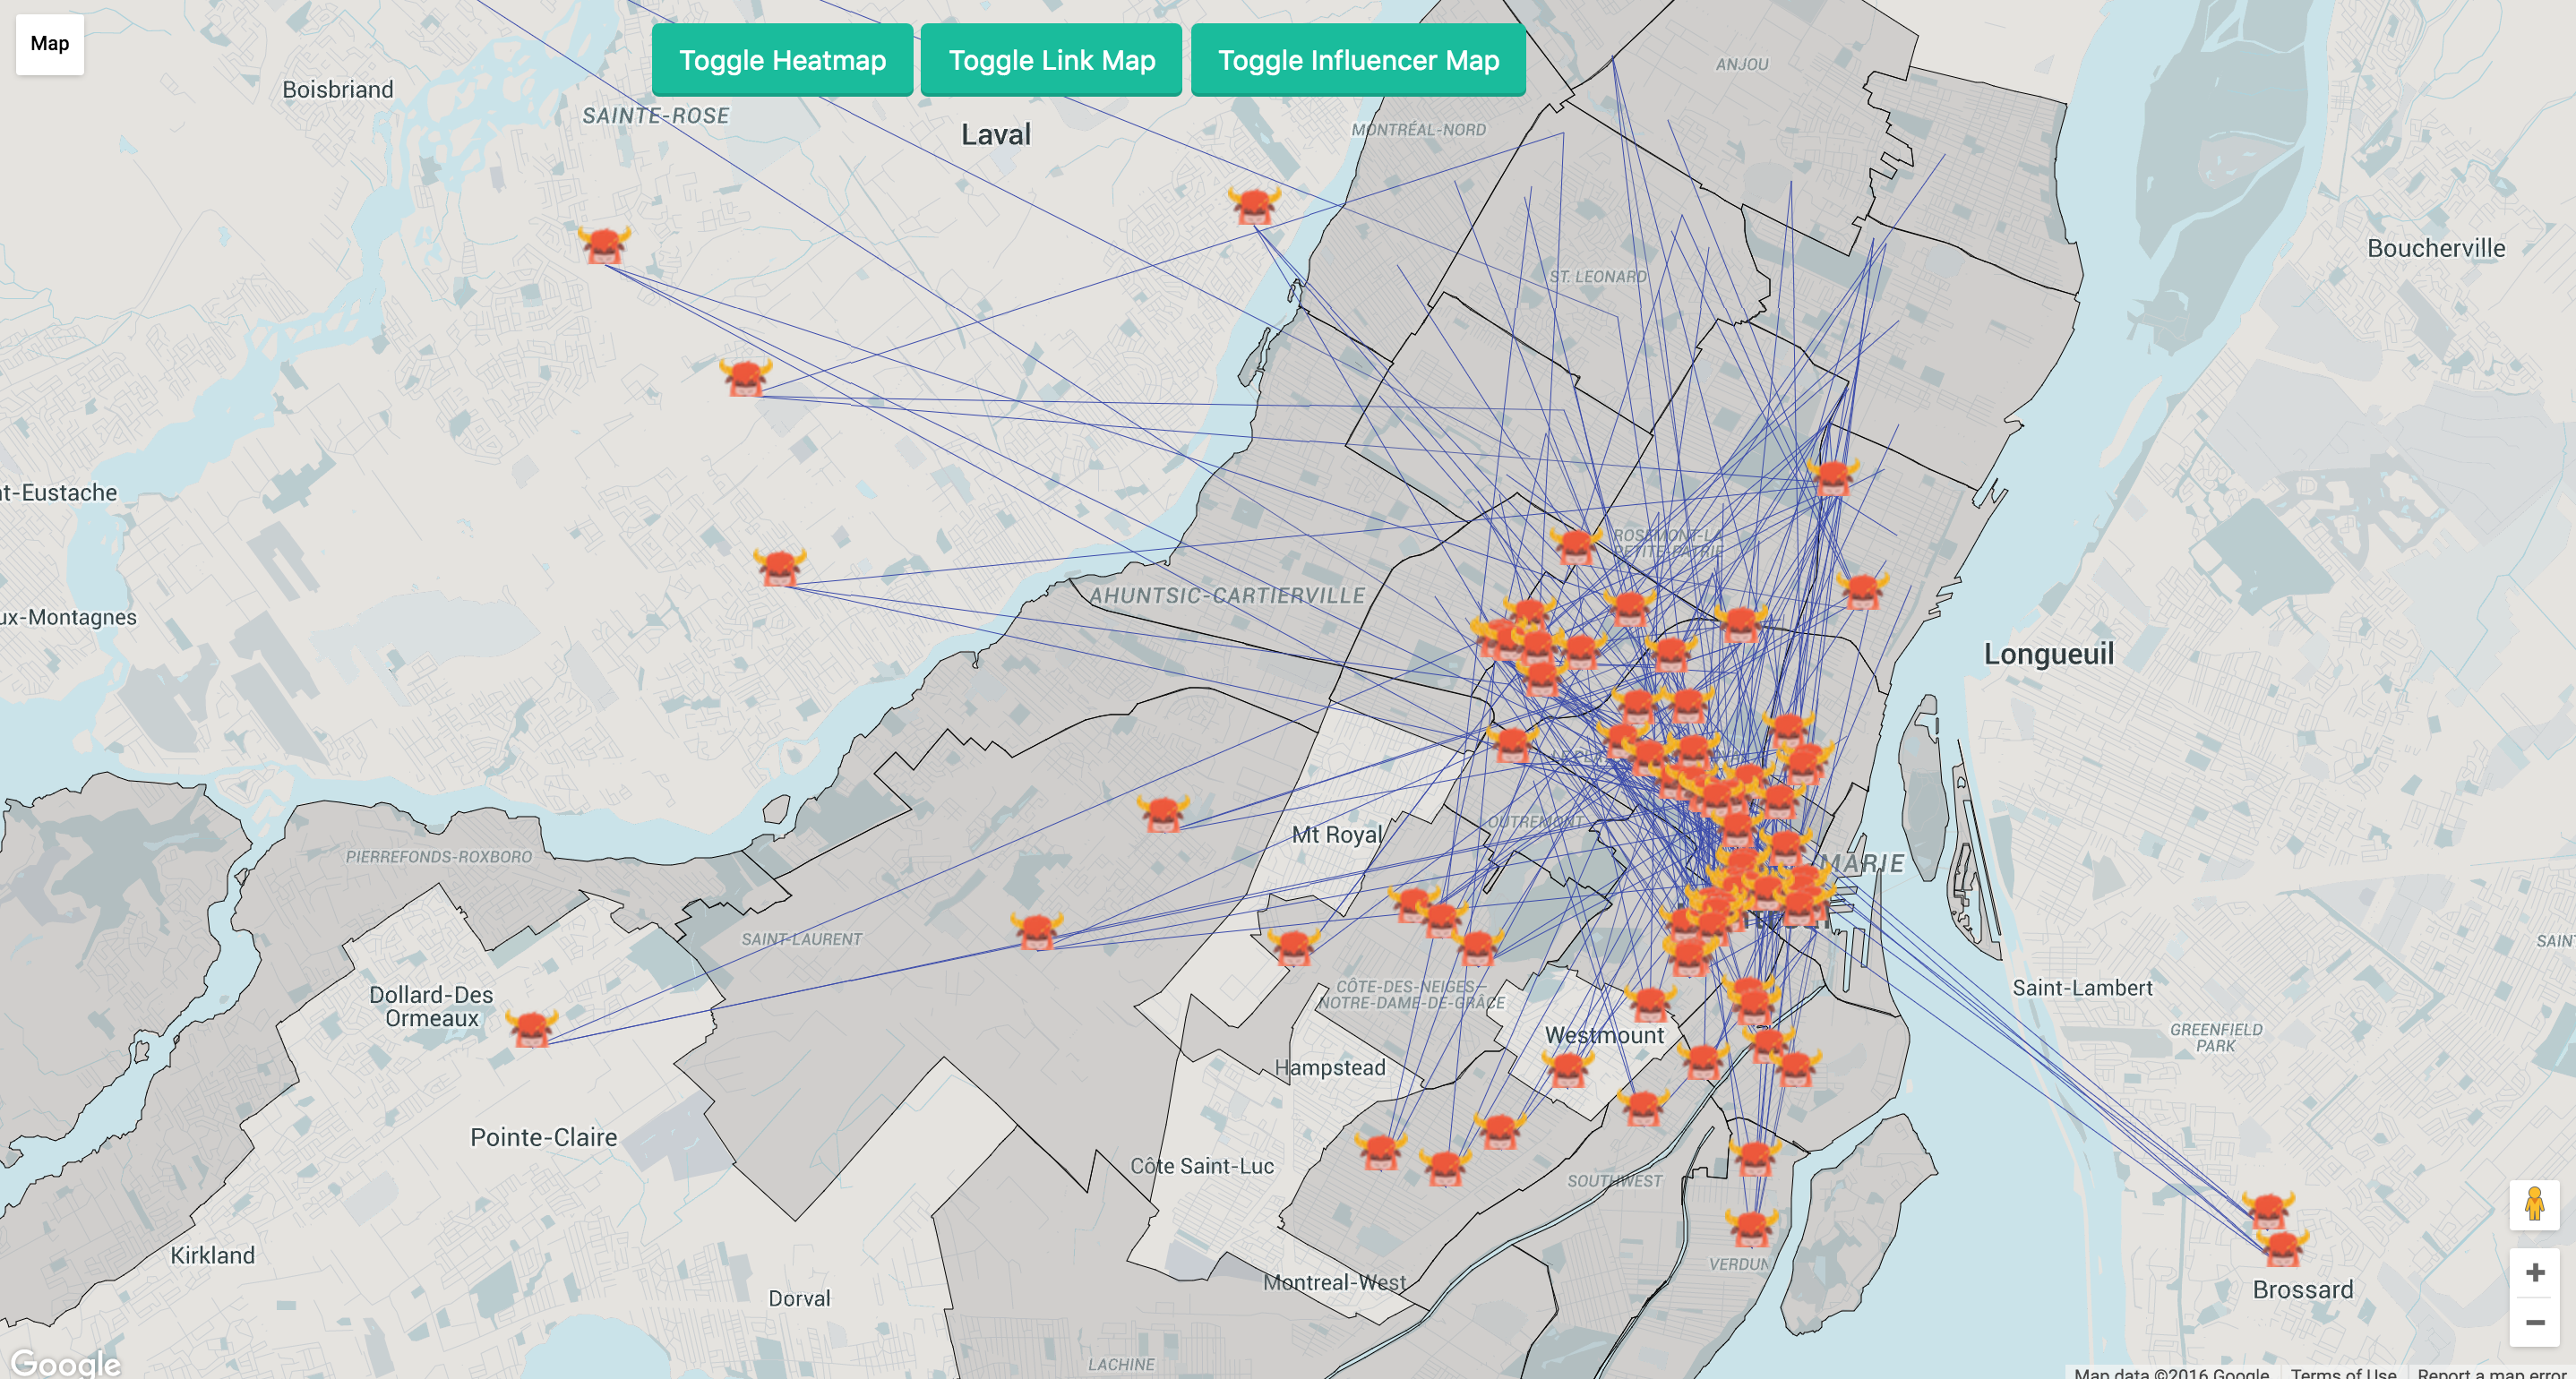 Map
Toggle Heatmap
Toggle Link Map
Toggle Influencer Map
ANJOU
Boisbriand
SAINTE-ROSE
Laval
MONTRÉAL-NORD
Boucherville
ST. LEONARD
nt-Eustache
ROSEMONT-LA
PETITE-PATRIE
AHUNTSIC-CARTIERVILLE
ux-Montagnes
Longueuil
OUTREMONT
Mt Royal
PIERREFONDS-ROXBORO
MARIE
SAINT-LAURENT
SAIN
CÔTE-DES-NEIGES—
NOTRE-DAME-DE-GRÂCE
Dollard-Des
Ormeaux
Saint-Lambert
Westmount
GREENFIELD
PARK
Hampstead
Pointe-Claire
Côte Saint-Luc
SOUTHWEST
Kirkland
VERDUN
Montreal-West
Brossard
Dorval
LACHINE
Google
Map data ©2016 Google
Terms of Use
Report a map error